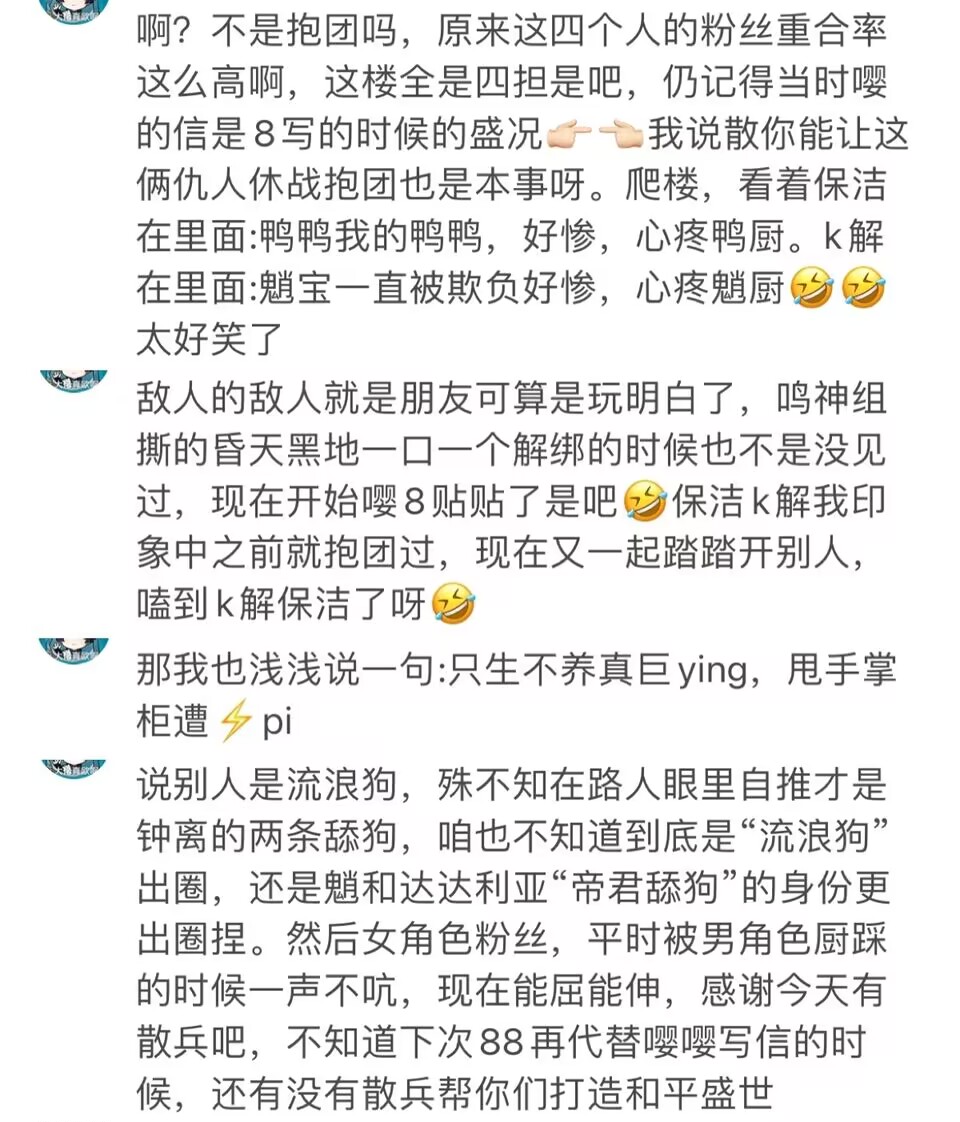 啊？不是抱团吗，原来这四个人的粉丝重合率
这么高啊，这楼全是四担是吧，仍记得当时嘤
的信是8写的时候的盛况👉🏻👈🏻我说散你能让这
俩仇人休战抱团也是本事呀。爬楼，看着保洁
在里面:鸭鸭我的鸭鸭，好惨，心疼鸭厨。k解
在里面:魈宝一直被欺负好惨，心疼魈厨🤣🤣
太好笑了
敌人的敌人就是朋友可算是玩明白了，鸣神组
撕的昏天黑地一口一个解绑的时候也不是没见
过，现在开始嘤8贴贴了是吧🤣保洁k解我印
象中之前就抱团过，现在又一起踏踏开别人，
嗑到k解保洁了呀🤣
那我也浅浅说一句:只生不养真巨ying，甩手掌
柜遭⚡pi
说别人是流浪狗，殊不知在路人眼里自推才是
钟离的两条舔狗，咱也不知道到底是“流浪狗”
出圈，还是魈和达达利亚“帝君舔狗”的身份更
出圈捏。然后女角色粉丝，平时被男角色厨踩
的时候一声不吭，现在能屈能伸，感谢今天有
散兵吧，不知道下次88再代替嘤嘤写信的时
候，还有没有散兵帮你们打造和平盛世